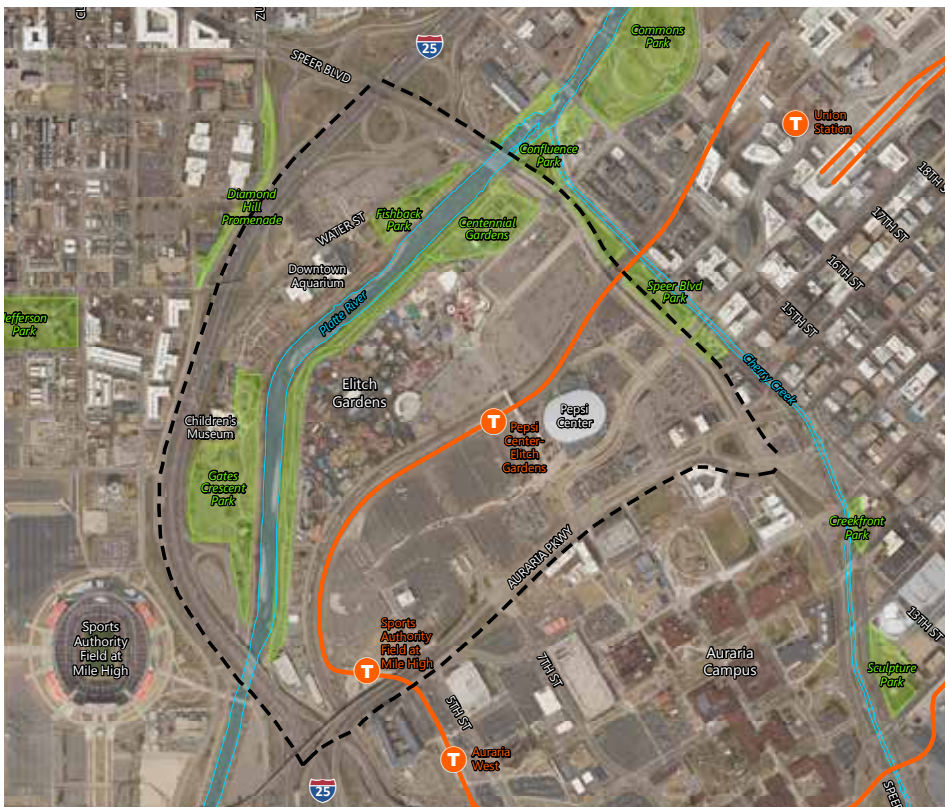 Commons
Park
25
SPEER BLVD
Union
Station
T
Confluence
Park
18TH ST
Diamond
Hill
Promenade
Fishback
Park
17TH ST
WATER ST
Centennial
Gardens
16TH ST
Downtown
Aquarium
Speer Blvd
Park
Platte River
15TH ST
Jefferson
Park
Cherry Creek
Elitch
Gardens
Children's
Museum
T
Pepsi
Center
Pepsi
Center-
Elitch
Gardens
Gates
Crescent
Park
Creekfront
Park
AURARIA PKWY
13TH ST
Sports
Authority
Field at
Mile High
Sports
Authority
Field at
Mile High
T
Auraria
Campus
7TH ST
Sculpture
Park
5TH ST
T
Auraria
West
25
SPEE